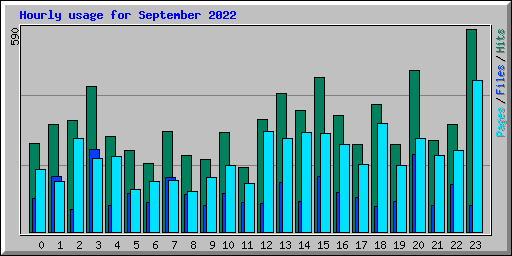 Hourly usage for September 2022
590
Pages/Files/Hits
0 1 2 3 4 5 6 7 8 9 10 11 12 13 14 15 16 17 18 19 20 21 22 23